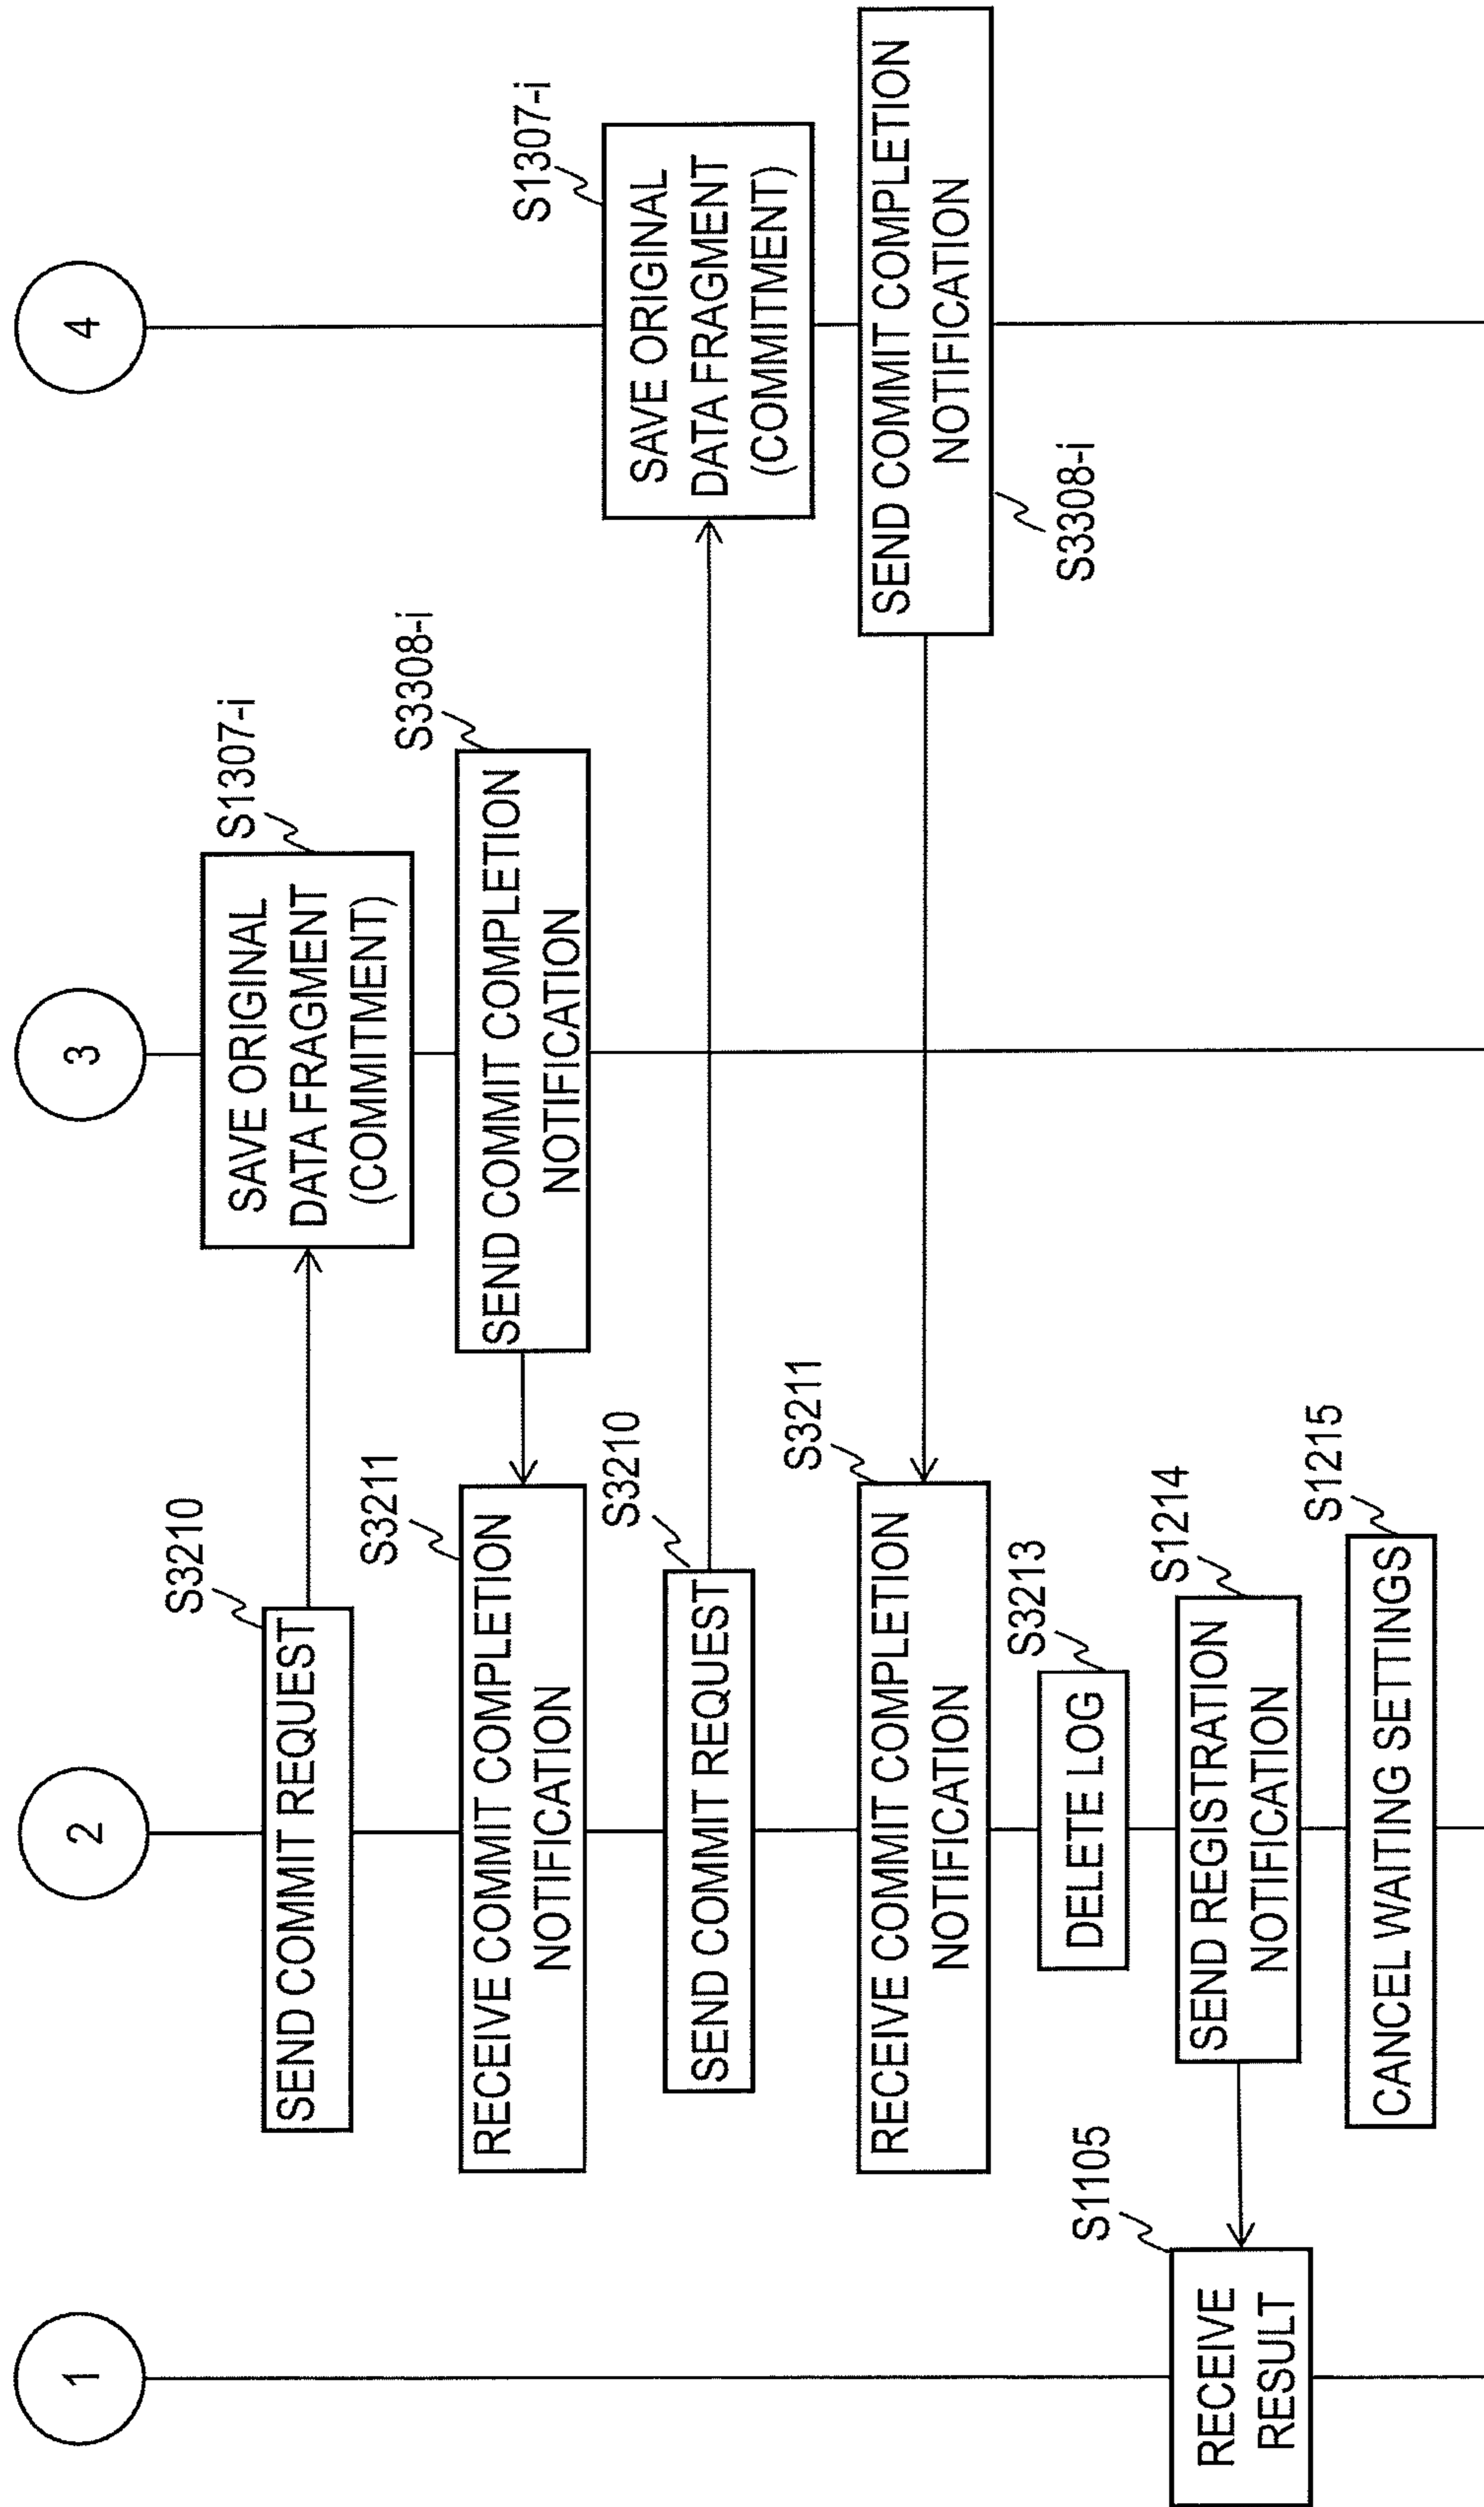 1
2
3
4
S3210
SEND COMMIT REQUEST
S1307-i
SAVE ORIGINAL
DATA FRAGMENT
(COMMITMENT)
S3308-i
SEND COMMIT COMPLETION
NOTIFICATION
S3211
RECEIVE COMMIT COMPLETION
NOTIFICATION
S3210
SEND COMMIT REQUEST
S1307-i
SAVE ORIGINAL
DATA FRAGMENT
(COMMITMENT)
SEND COMMIT COMPLETION
NOTIFICATION
S3308-i
S3211
RECEIVE COMMIT COMPLETION
NOTIFICATION
S3213
DELETE LOG
S1214
SEND REGISTRATION
NOTIFICATION
S1105
RECEIVE
RESULT
S1215
CANCEL WAITING SETTINGS